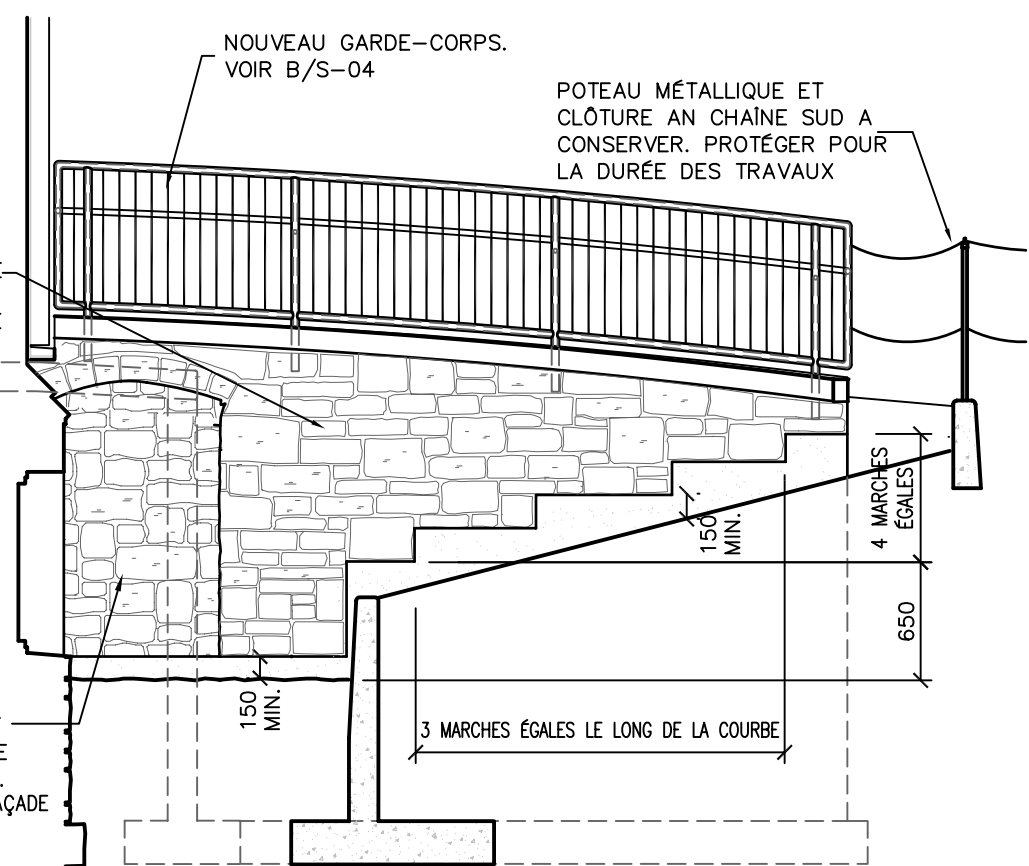 NOUVEAU GARDE-CORPS.
VOIR B/S-04
POTEAU MÉTALLIQUE ET
CLÔTURE AN CHAÎNE SUD A
CONSERVER. PROTÉGER POUR
LA DURÉE DES TRAVAUX
4 MARCHES
ÉGALES
150
MIN.
650
150
MIN.
3 MARCHES ÉGALES LE LONG DE LA COURBE